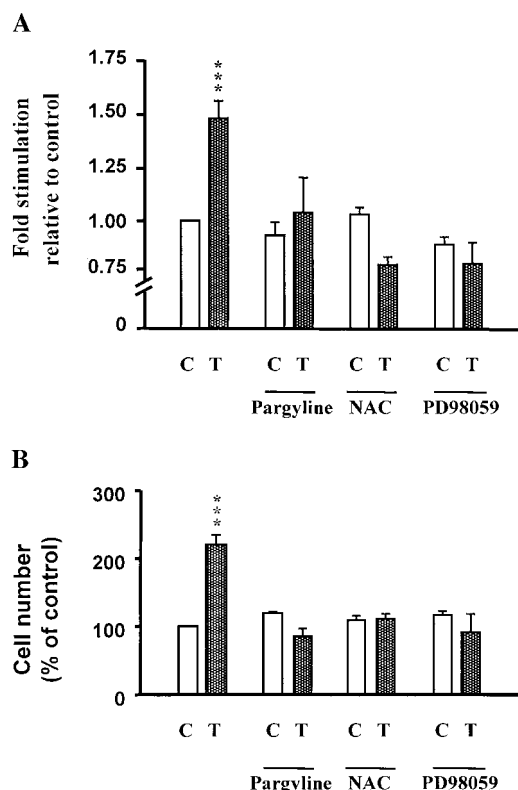 A
Fold stimulation
relative to control
1.75
***
1.50
1.25
1.00
0.75
0
C T C T C T C T
Pargyline NAC PD98059
B
Cell number
(% of control)
300
***
200
100
0
C T C T C T C T
Pargyline NAC PD98059